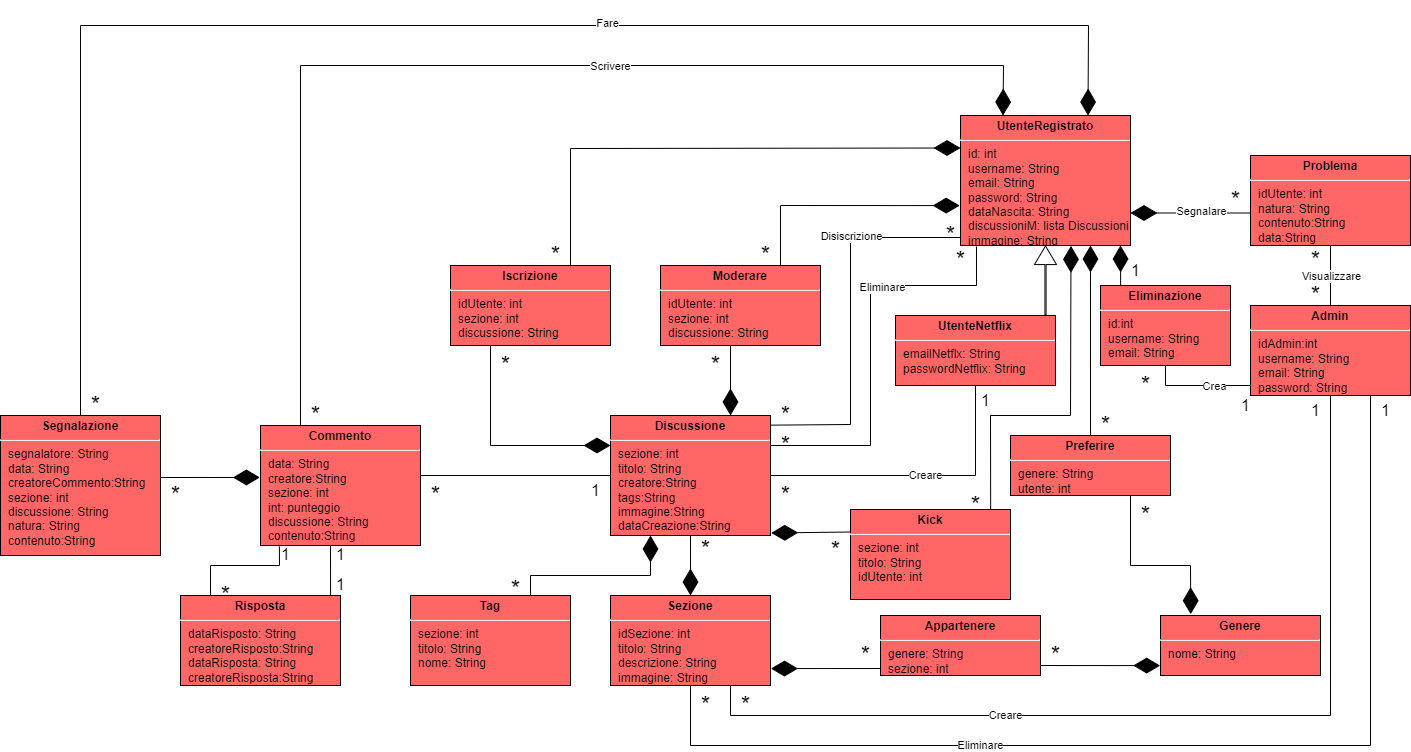 Fare
Scrivere
UtenteRegistrato
id: int
username: String
email: String
password: String
dataNascita: String
discussioniM: lista Discussioni
immagine: String
Problema
idUtente: int
natura: String
contenuto:String
data:String
*
Segnalare
*
Disiscrizione
*
*
*
*
1
*
Visualizzare
*
Iscrizione
idUtente: int
sezione: int
discussione: String
Moderare
idUtente: int
sezione: int
discussione: String
Eliminare
UtenteNetflix
emailNetflx: String
passwordNetflix: String
Eliminazione
id:int
username: String
email: String
Admin
idAdmin:int
username: String
email: String
password: String
*
*
*
Crea
1
1
1
1
*
*
*
*
*
Segnalazione
segnalatore: String
data: String
creatoreCommento:String
sezione: int
discussione: String
natura: String
contenuto:String
Commento
data: String
creatore:String
sezione: int
int: punteggio
discussione: String
contenuto:String
Discussione
sezione: int
titolo: String
creatore:String
tags:String
immagine:String
dataCreazione:String
Preferire
genere: String
utente: int
Creare
*
*
1
*
*
*
Kick
sezione: int
titolo: String
idUtente: int
*
*
1
1
*
1
*
Risposta
dataRisposto: String
creatoreRisposto:String
dataRisposta: String
creatoreRisposta:String
Tag
sezione: int
titolo: String
nome: String
Sezione
idSezione: int
titolo: String
descrizione: String
immagine: String
Appartenere
genere: String
sezione: int
Genere
nome: String
*
*
*
*
Creare
Eliminare